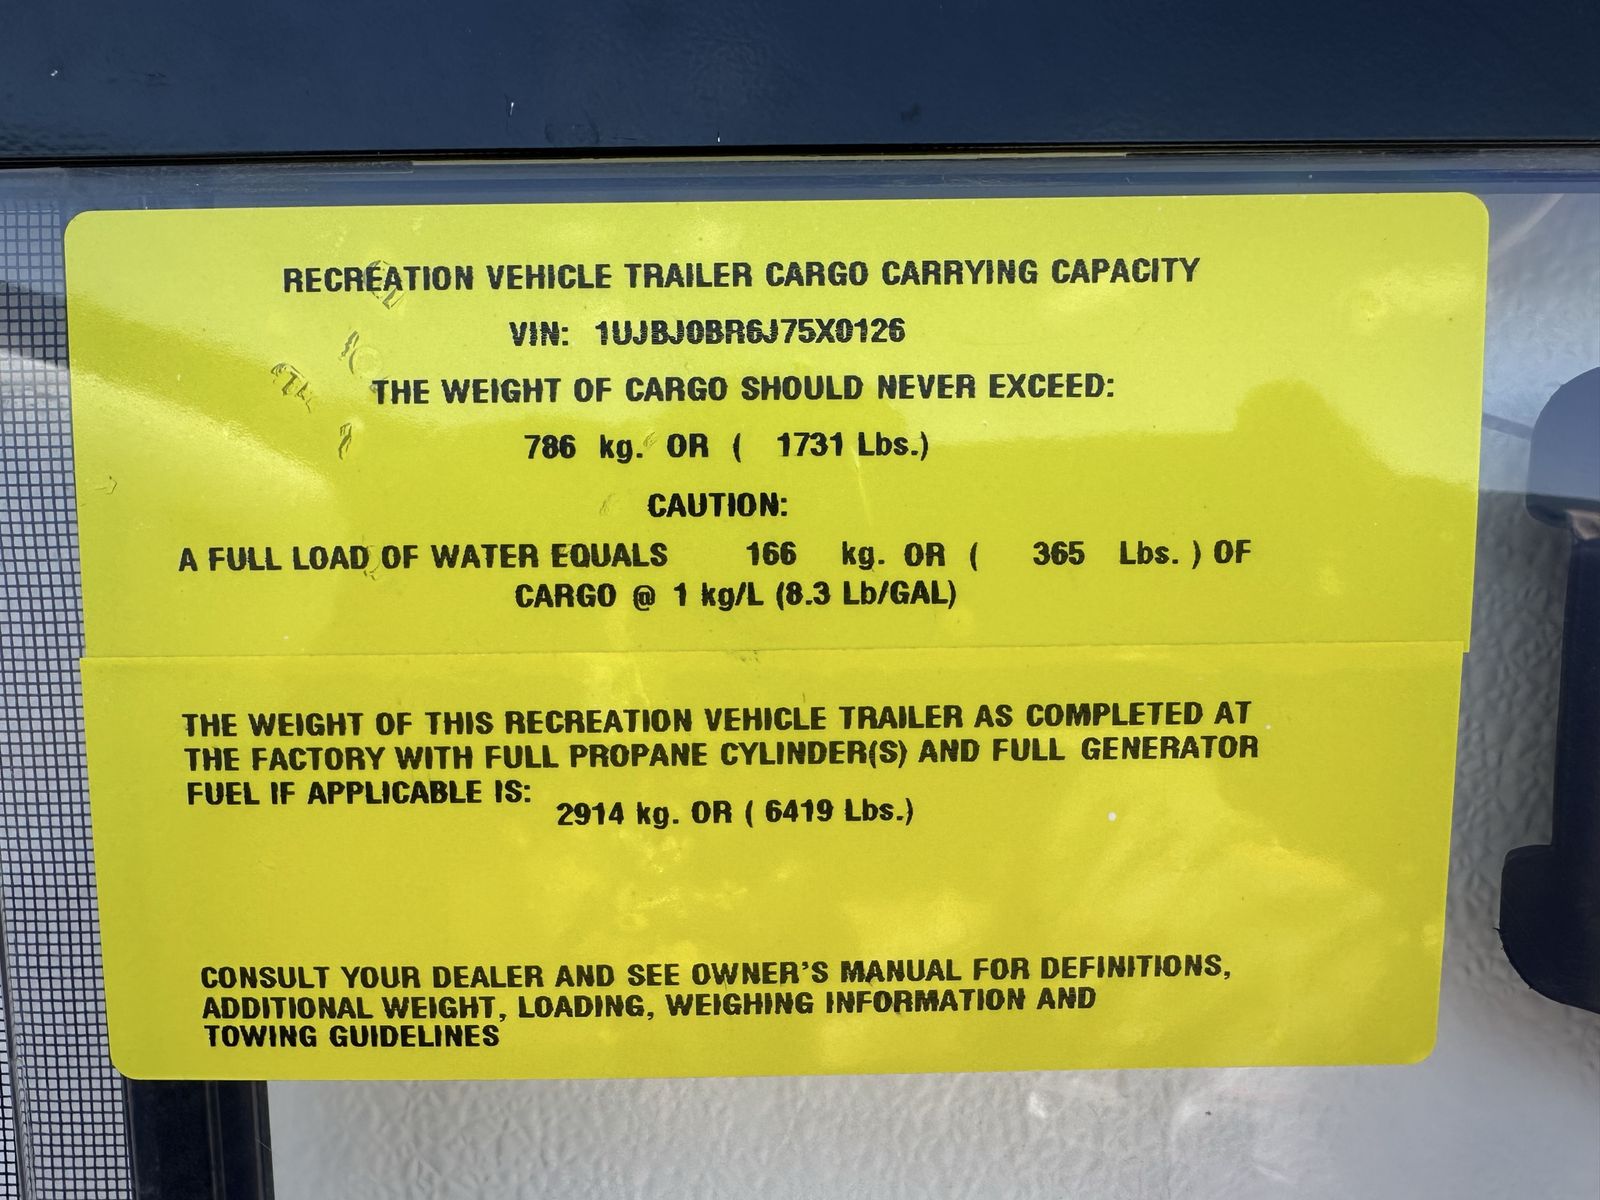 RECREATION VEHICLE TRAILER CARGO CARRYING CAPACITY
VIN: 1UJBJ0BR6J75X0126
THE WEIGHT OF CARGO SHOULD NEVER EXCEED:
786 kg. OR ( 1731 Lbs.)
CAUTION:
A FULL LOAD OF WATER EQUALS 166 kg. OR ( 365 Lbs. ) OF
CARGO @ 1 kg/L (8.3 Lb/GAL)
THE WEIGHT OF THIS RECREATION VEHICLE TRAILER AS COMPLETED AT
THE FACTORY WITH FULL PROPANE CYLINDER(S) AND FULL GENERATOR
FUEL IF APPLICABLE IS:
2914 kg. OR ( 6419 Lbs.)
CONSULT YOUR DEALER AND SEE OWNER'S MANUAL FOR DEFINITIONS,
ADDITIONAL WEIGHT, LOADING, WEIGHING INFORMATION AND
TOWING GUIDELINES